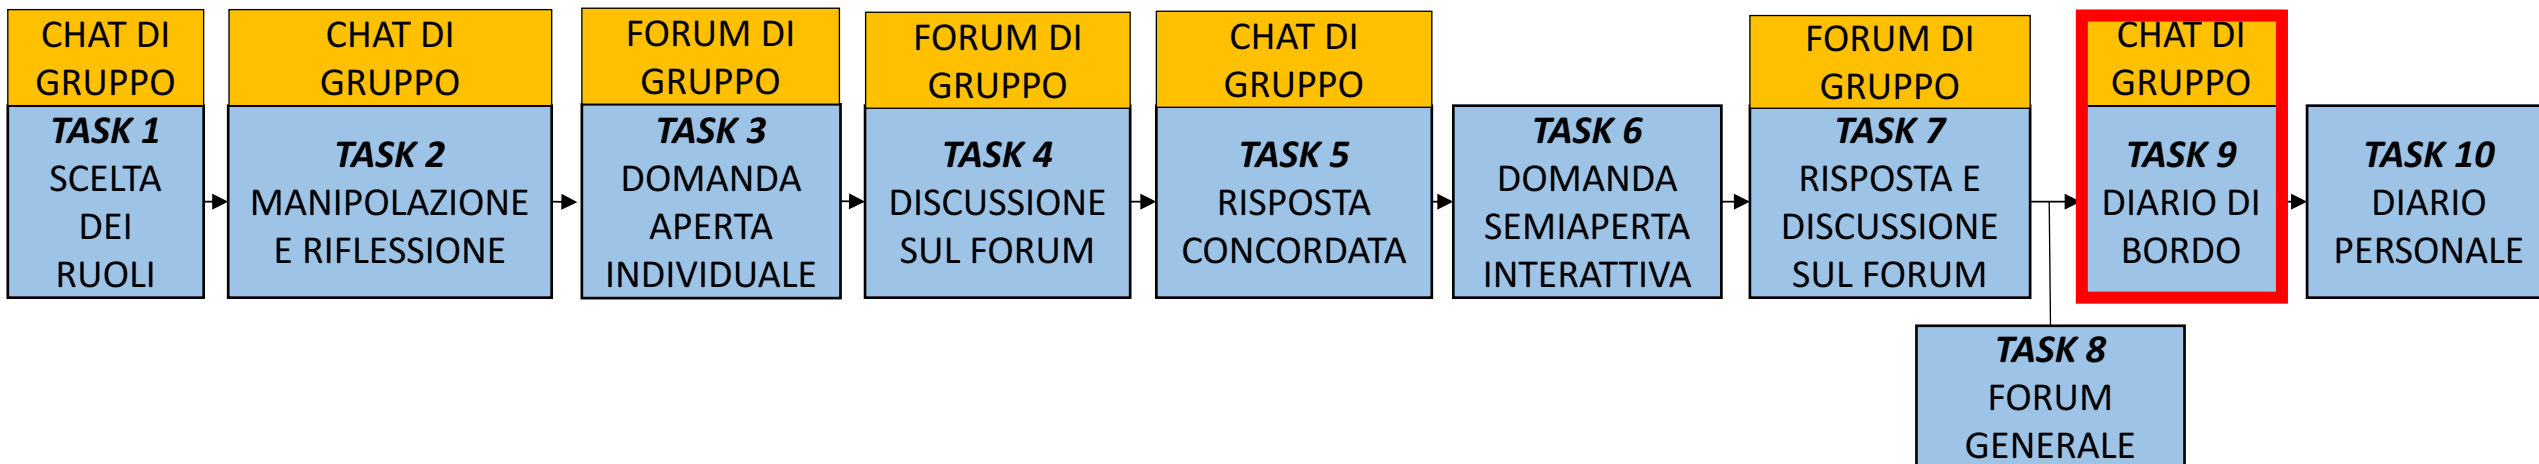 CHAT DI
GRUPPO
TASK 1
SCELTA
DEI
RUOLI
CHAT DI
GRUPPO
TASK 2
MANIPOLAZIONE
E RIFLESSIONE
FORUM DI
GRUPPO
TASK 3
DOMANDA
APERTA
INDIVIDUALE
FORUM DI
GRUPPO
TASK 4
DISCUSSIONE
SUL FORUM
CHAT DI
GRUPPO
TASK 5
RISPOSTA
CONCORDATA
TASK 6
DOMANDA
SEMIAPERTA
INTERATTIVA
FORUM DI
GRUPPO
TASK 7
RISPOSTA E
DISCUSSIONE
SUL FORUM
TASK 8
FORUM
GENERALE
CHAT DI
GRUPPO
TASK 9
DIARIO DI
BORDO
TASK 10
DIARIO
PERSONALE